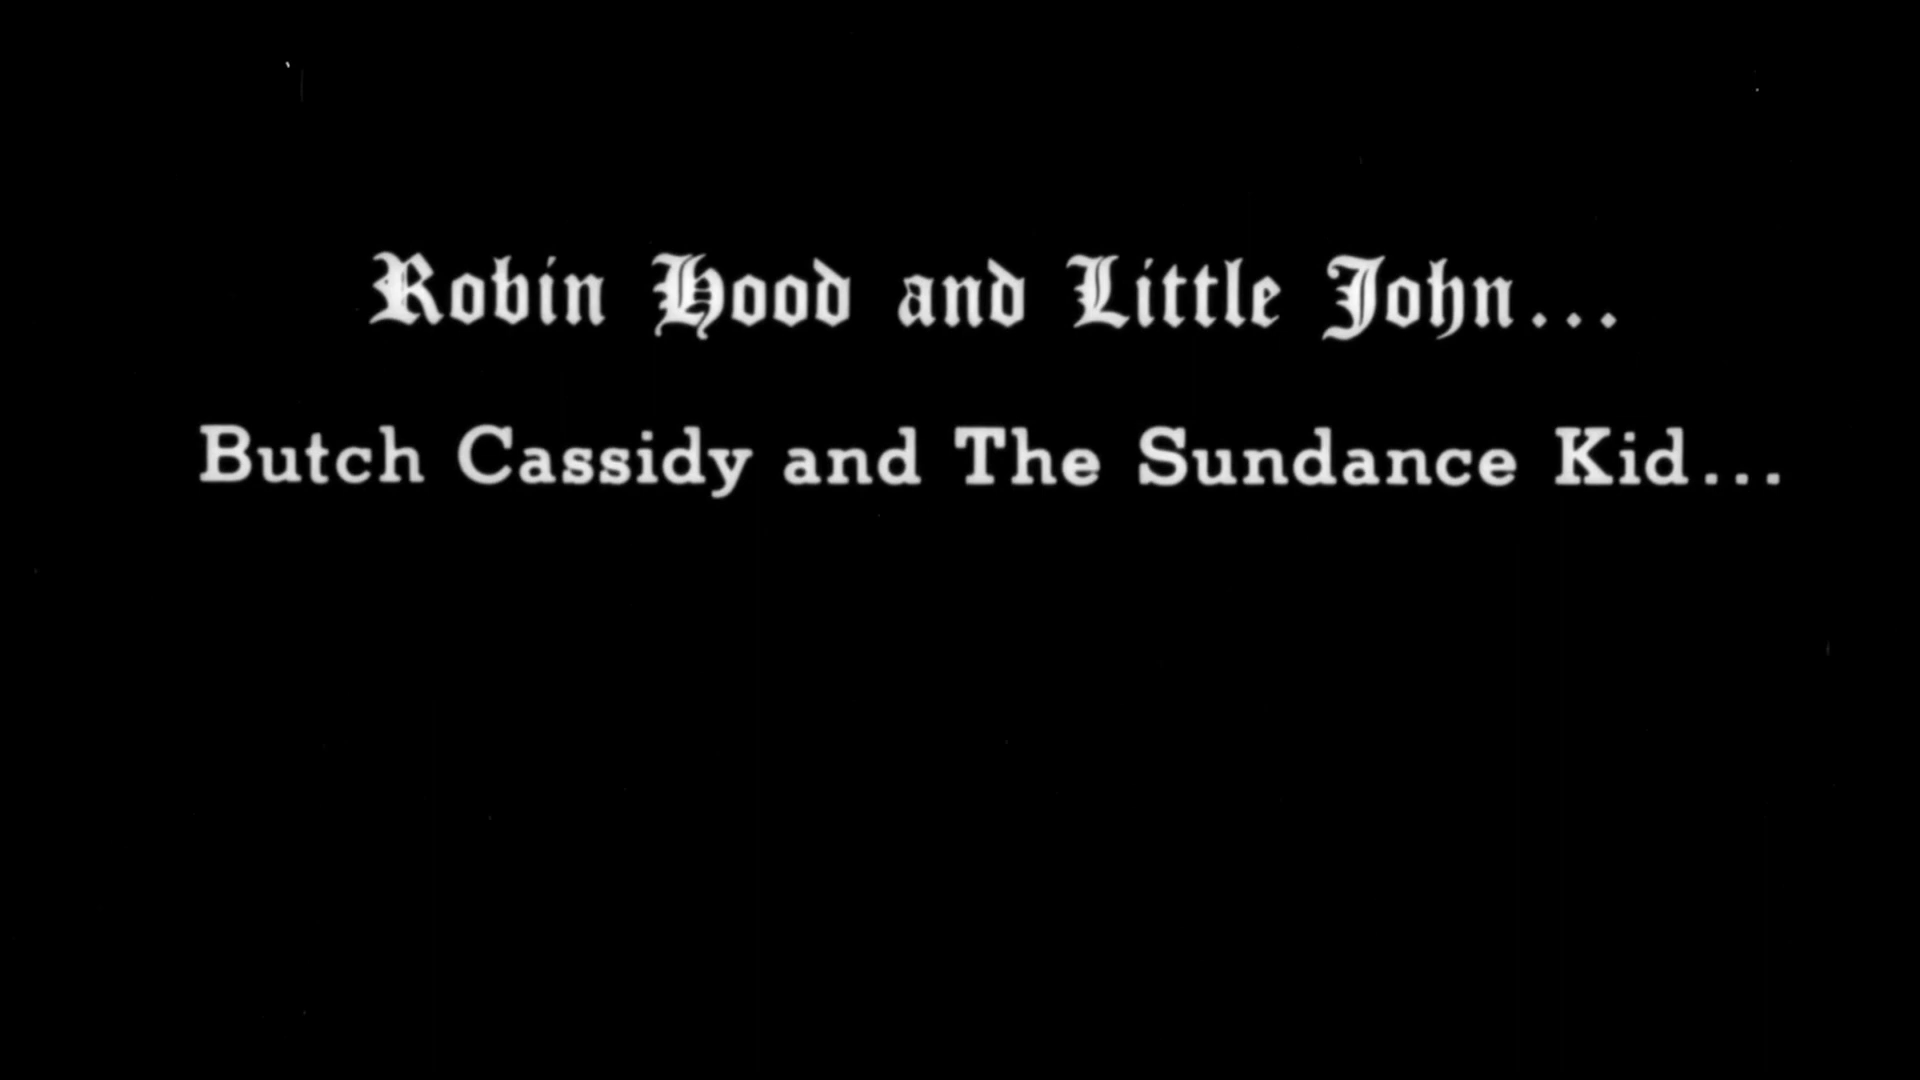 Robin Hood and Little John...
Butch Cassidy and The Sundance Kid...